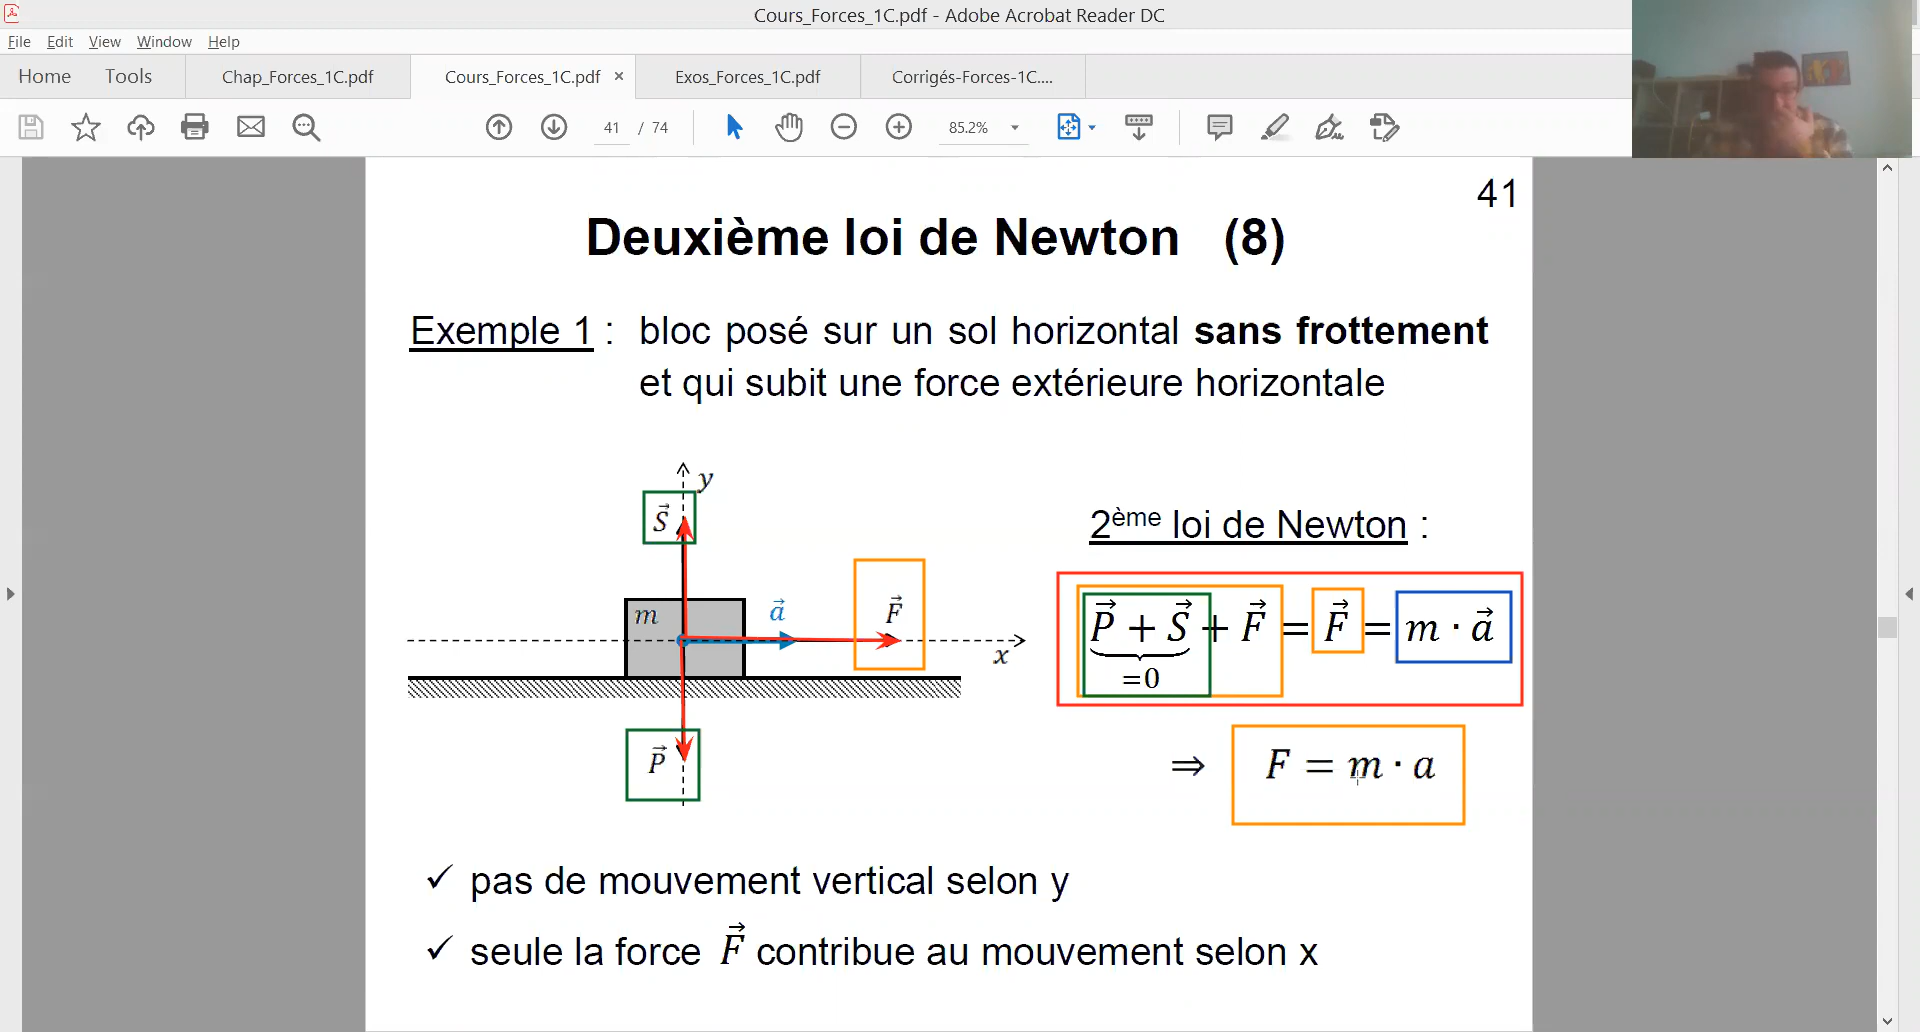 Cours_Forces_1C.pdf - Adobe Acrobat Reader DC
File Edit View Window Help
Home Tools Chap_Forces_1C.pdf Cours_Forces_1C.pdf × Exos_Forces_1C.pdf Corrigés-Forces-1C....
41 / 74 85.2%
41
Deuxième loi de Newton (8)
Exemple 1 : bloc posé sur un sol horizontal sans frottement
et qui subit une force extérieure horizontale
y
S⃗
m a⃗ F⃗
x
P⃗
2ème loi de Newton :
P⃗ + S⃗ + F⃗ = F⃗ = m · a⃗
=0
⇒ F = m · a
✓ pas de mouvement vertical selon y
✓ seule la force F⃗ contribue au mouvement selon x